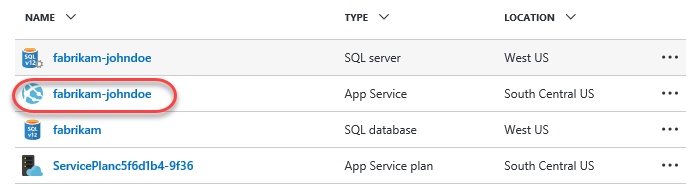 NAME TYPE LOCATION
fabrikam-johndoe SQL server West US
fabrikam-johndoe App Service South Central US
fabrikam SQL database West US
ServicePlanc5f6d1b4-9f36 App Service plan South Central US